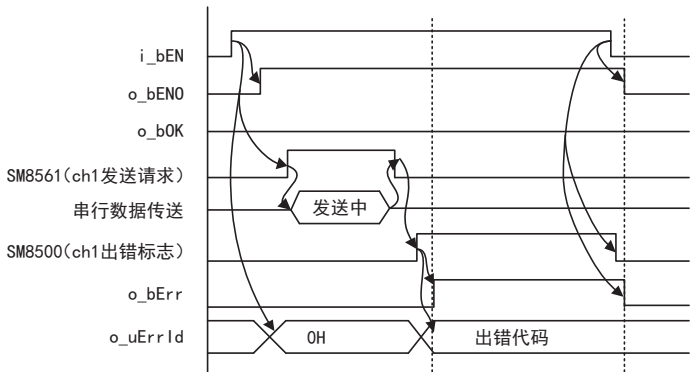 i_bEN
o_bENO
o_bOK
SM8561(ch1发送请求)
串行数据传送
发送中
SM8500(ch1出错标志)
o_bErr
o_uErrId
0H
出错代码